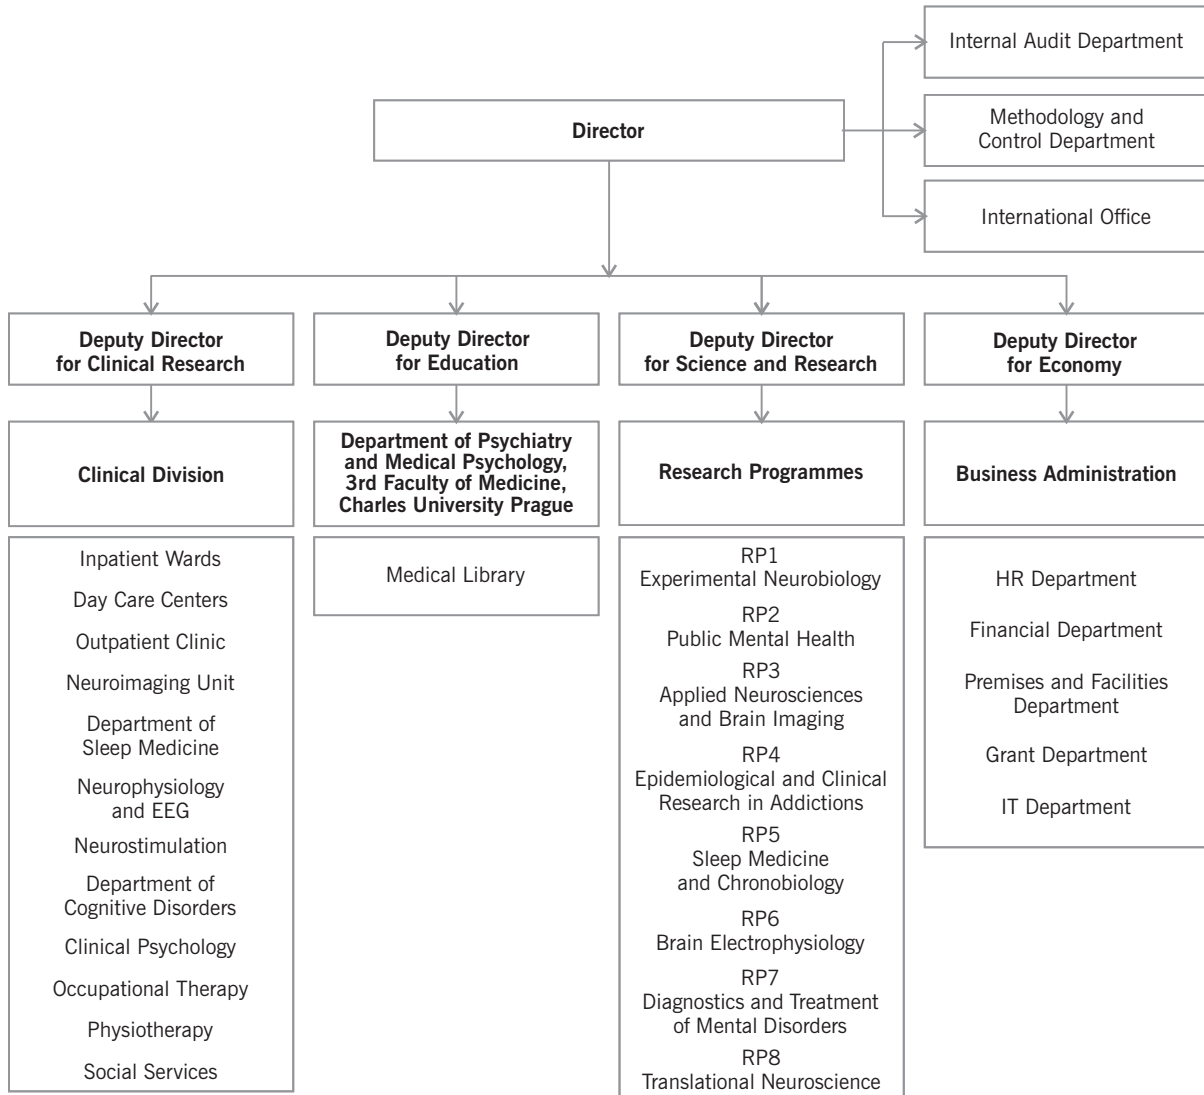 Internal Audit Department
Director
Methodology and
Control Department
International Office
Deputy Director
for Clinical Research
Deputy Director
for Education
Deputy Director
for Science and Research
Deputy Director
for Economy
Clinical Division
Department of Psychiatry
and Medical Psychology,
3rd Faculty of Medicine,
Charles University Prague
Research Programmes
Business Administration
Inpatient Wards
Day Care Centers
Outpatient Clinic
Neuroimaging Unit
Department of
Sleep Medicine
Neurophysiology
and EEG
Neurostimulation
Department of
Cognitive Disorders
Clinical Psychology
Occupational Therapy
Physiotherapy
Social Services
Medical Library
RP1
Experimental Neurobiology
RP2
Public Mental Health
RP3
Applied Neurosciences
and Brain Imaging
RP4
Epidemiological and Clinical
Research in Addictions
RP5
Sleep Medicine
and Chronobiology
RP6
Brain Electrophysiology
RP7
Diagnostics and Treatment
of Mental Disorders
RP8
Translational Neuroscience
HR Department
Financial Department
Premises and Facilities
Department
Grant Department
IT Department